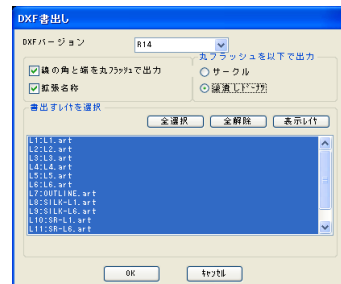 DXF書出し
DXFバージョン
R14
線の角と端を丸フラッシュで出力
拡張名称
丸フラッシュを以下で出力
サークル
線潰しドーナツ
書出すレイヤを選択
全選択
全解除
表示レイヤ
L1:L1.art
L2:L2.art
L3:L3.art
L4:L4.art
L5:L5.art
L6:L6.art
L7:OUTLINE.art
L8:SILK-L1.art
L9:SILK-L6.art
L10:SR-L1.art
L11:SR-L6.art
OK
キャンセル